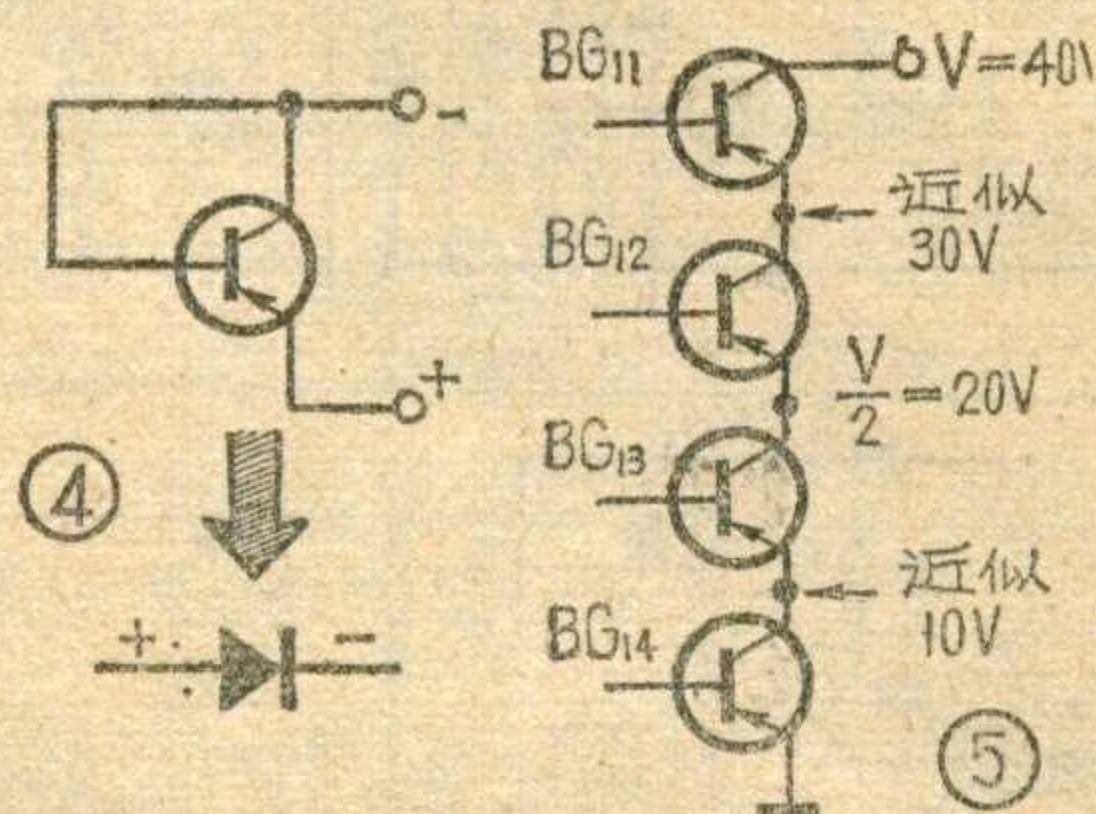 ④
-
+
+ -
BG₁₁
V=40V
近似
30V
BG₁₂
V/2=20V
BG₁₃
近似
10V
BG₁₄
⑤